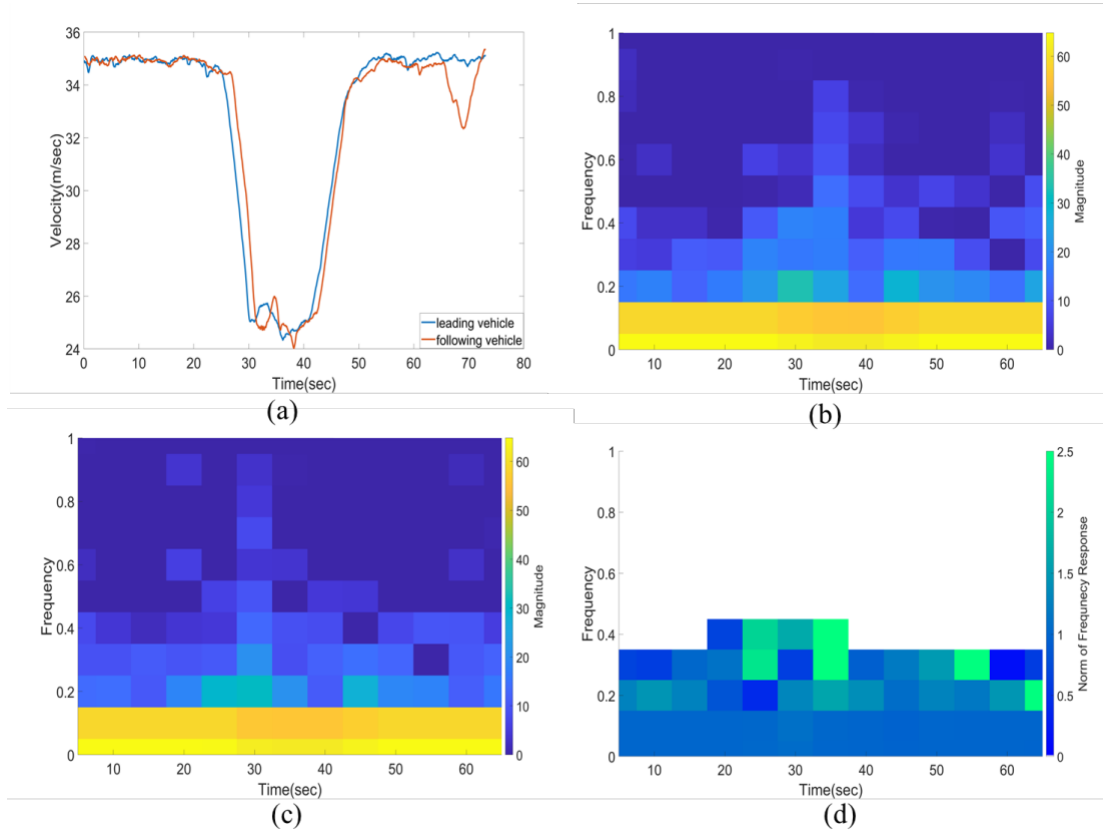 36
34
36
30
28
26
24
Velocity(m/sec)
0 10 20 30 40 50 60 70 80
Time(sec)
leading vehicle
following vehicle
(a)
1
0.8
0.6
0.4
0.2
0
Frequency
10 20 30 40 50 60
Time(sec)
60
50
40
30
20
10
0
Magnitude
(b)
1
0.8
0.6
0.4
0.2
0
Frequency
10 20 30 40 50 60
Time(sec)
60
50
40
30
20
10
0
Magnitude
(c)
1
0.8
0.6
0.4
0.2
0
Frequency
10 20 30 40 50 60
Time(sec)
2.5
2
1.5
1
0.5
0
Norm of Frequnecy Response
(d)